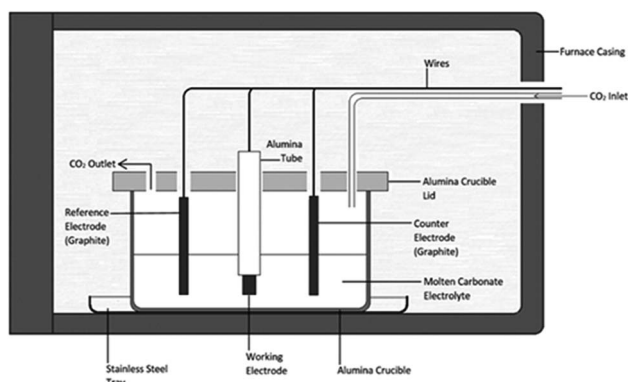 Furnace Casing
Wires
CO₂ Inlet
Alumina
Tube
CO₂ Outlet
Alumina Crucible
Lid
Reference
Electrode
(Graphite)
Counter
Electrode
(Graphite)
Molten Carbonate
Electrolyte
Stainless Steel
Tray
Working
Electrode
Alumina Crucible